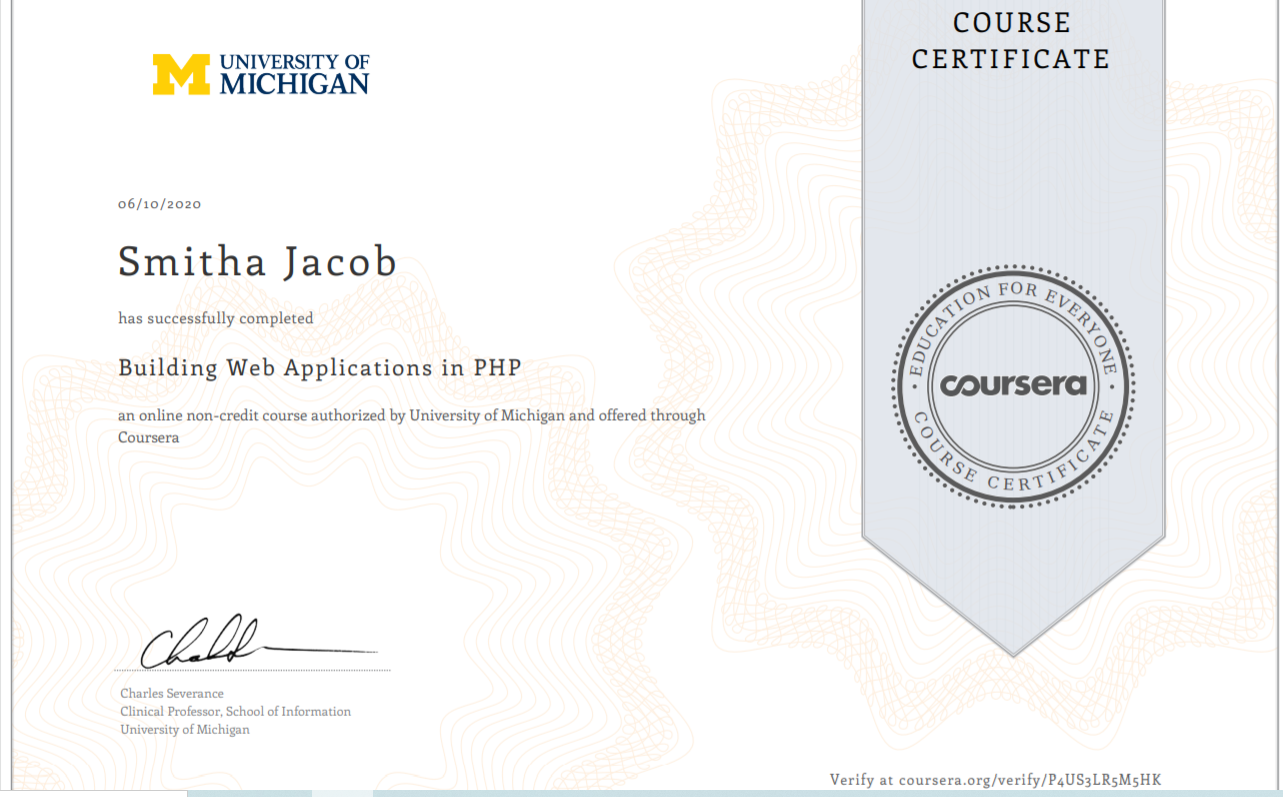 UNIVERSITY OF
MICHIGAN
COURSE
CERTIFICATE
06/10/2020
Smitha Jacob
has successfully completed
Building Web Applications in PHP
an online non-credit course authorized by University of Michigan and offered through
Coursera
EDUCATION FOR EVERYONE
coursera
COURSE CERTIFICATE
Charles Severance
Clinical Professor, School of Information
University of Michigan
Verify at coursera.org/verify/P4US3LR5M5HK